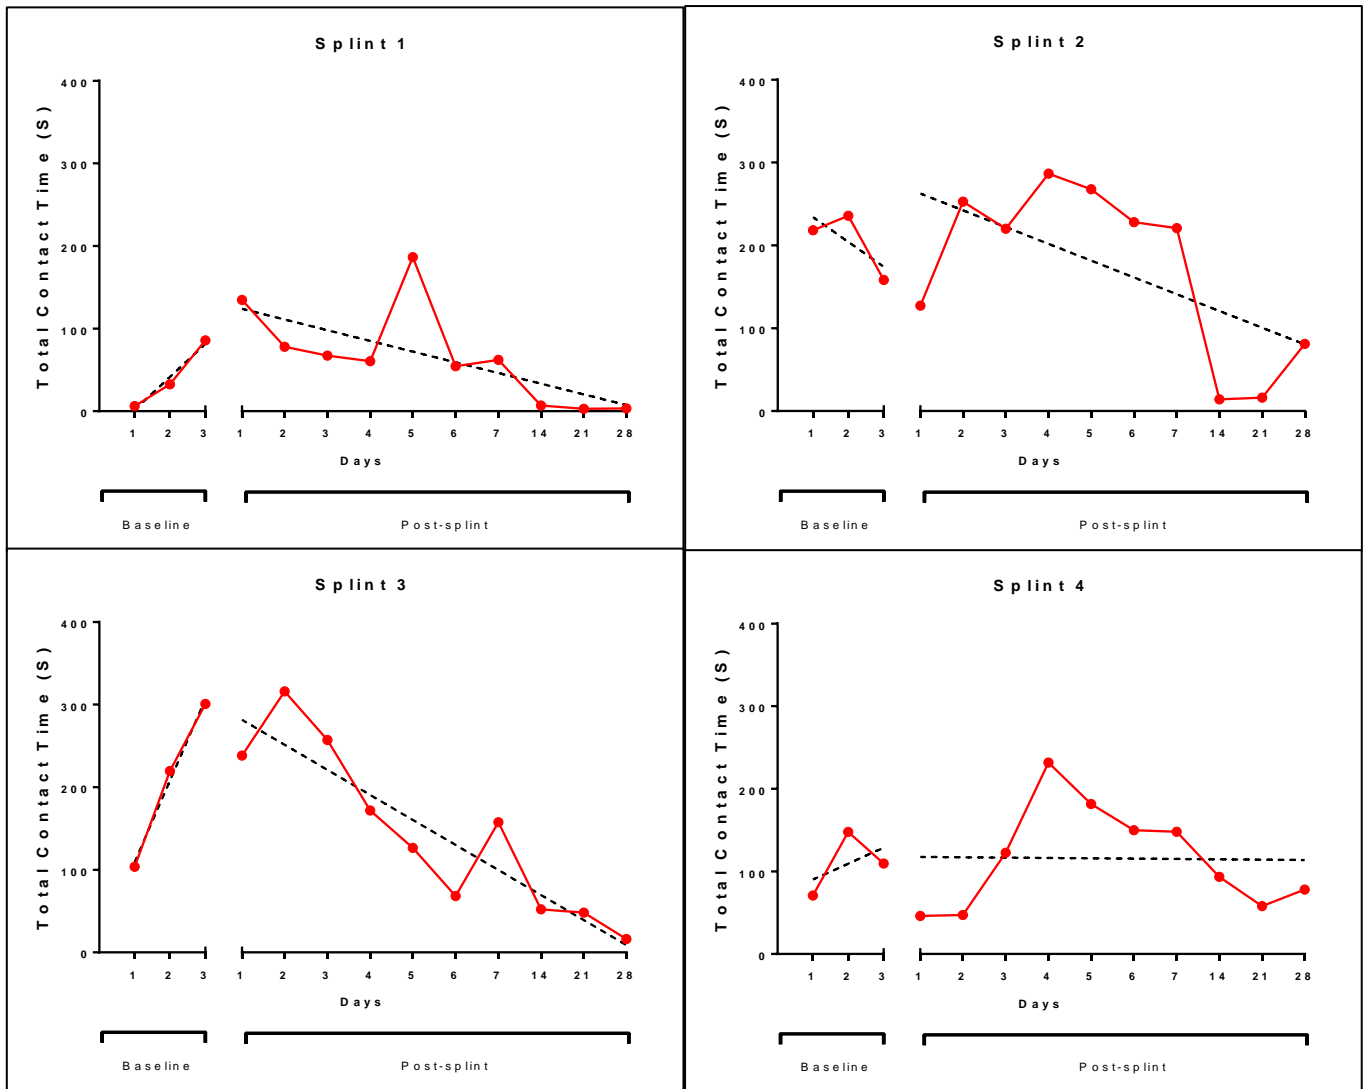 Splint 1
Total Contact Time (S)
400
300
200
100
0
1 2 3 1 2 3 4 5 6 7 14 21 28
Days
Baseline Post-splint
Splint 2
Total Contact Time (S)
400
300
200
100
0
1 2 3 1 2 3 4 5 6 7 14 21 28
Days
Baseline Post-splint
Splint 3
Total Contact Time (S)
400
300
200
100
0
1 2 3 1 2 3 4 5 6 7 14 21 28
Days
Baseline Post-splint
Splint 4
Total Contact Time (S)
400
300
200
100
0
1 2 3 1 2 3 4 5 6 7 14 21 28
Days
Baseline Post-splint